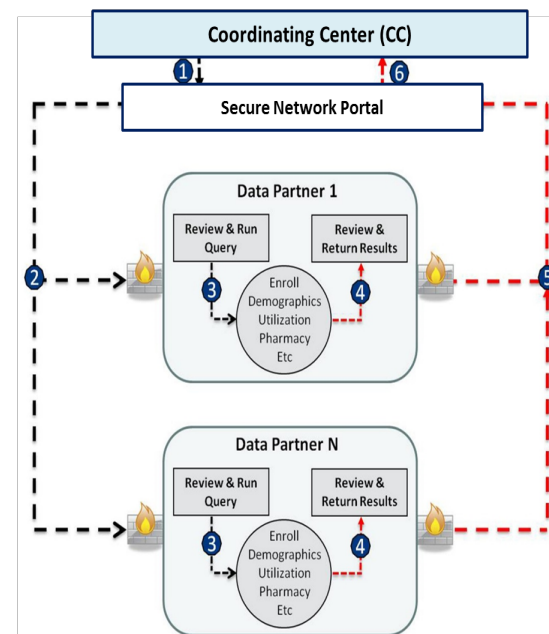 Coordinating Center (CC)
1
6
Secure Network Portal
Data Partner 1
Review & Run
Query
Review &
Return Results
2
3
4
5
Enroll
Demographics
Utilization
Pharmacy
Etc
Data Partner N
Review & Run
Query
Review &
Return Results
3
4
Enroll
Demographics
Utilization
Pharmacy
Etc